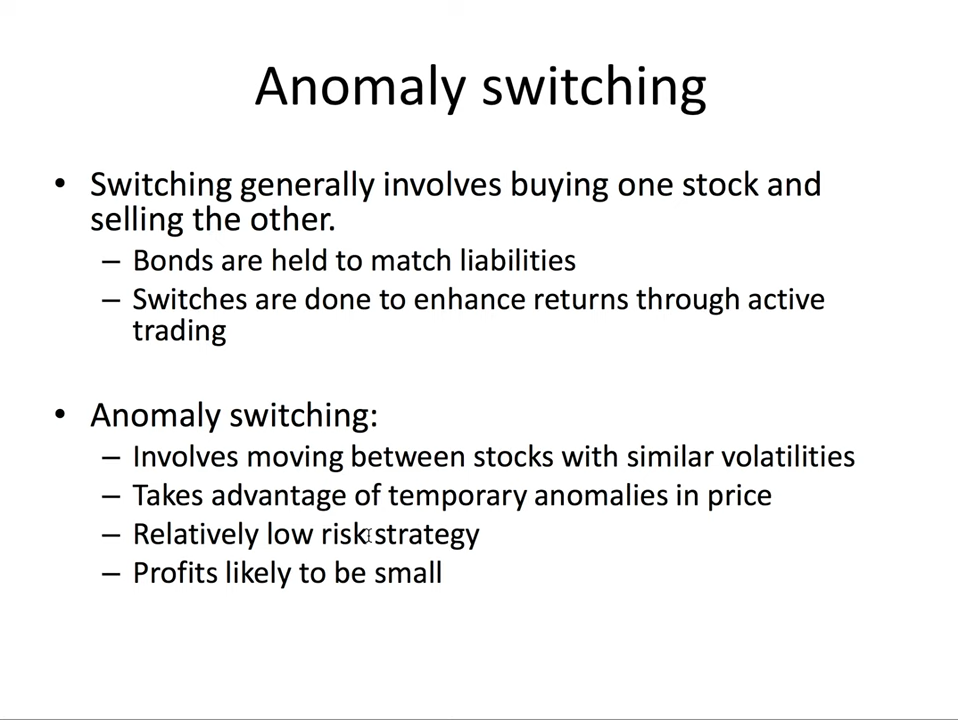 Anomaly switching
• Switching generally involves buying one stock and
selling the other.
– Bonds are held to match liabilities
– Switches are done to enhance returns through active
trading
• Anomaly switching:
– Involves moving between stocks with similar volatilities
– Takes advantage of temporary anomalies in price
– Relatively low risk strategy
– Profits likely to be small